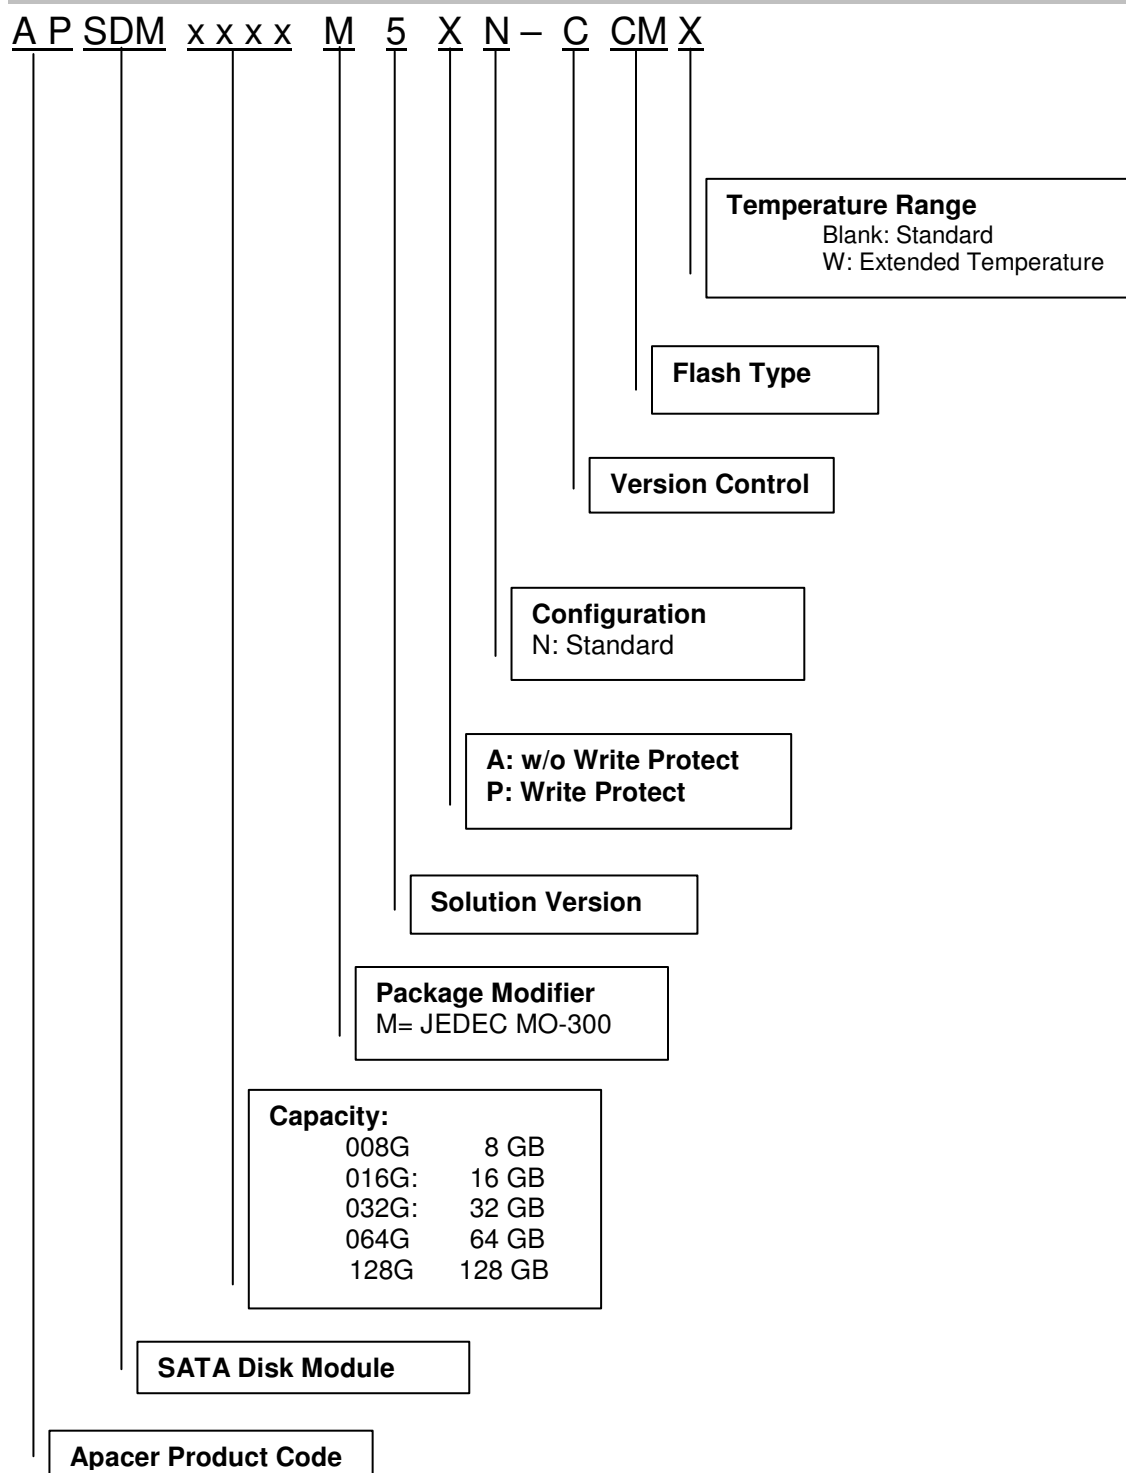 A P SDM x x x x M 5 X N – C CM X
Temperature Range
Blank: Standard
W: Extended Temperature
Flash Type
Version Control
Configuration
N: Standard
A: w/o Write Protect
P: Write Protect
Solution Version
Package Modifier
M= JEDEC MO-300
Capacity:
008G 8 GB
016G: 16 GB
032G: 32 GB
064G 64 GB
128G 128 GB
SATA Disk Module
Apacer Product Code